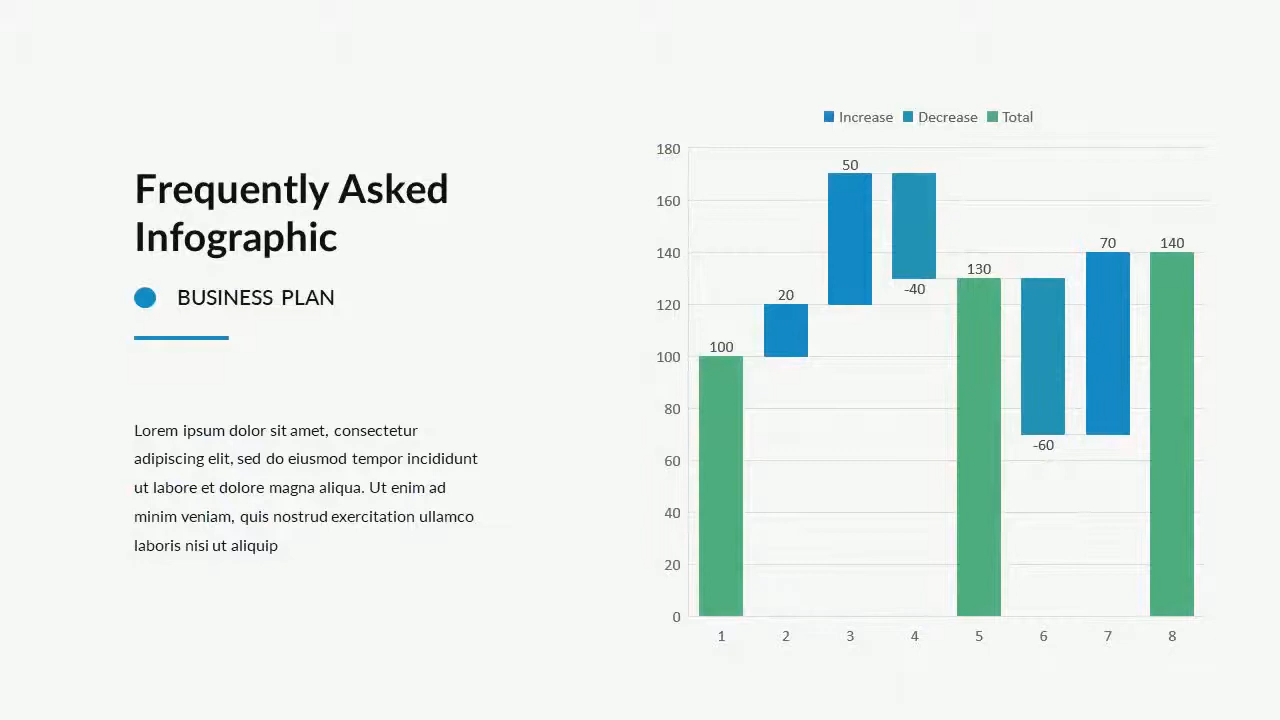 Frequently Asked
Infographic
BUSINESS PLAN
Lorem ipsum dolor sit amet, consectetur
adipiscing elit, sed do eiusmod tempor incididunt
ut labore et dolore magna aliqua. Ut enim ad
minim veniam, quis nostrud exercitation ullamco
laboris nisi ut aliquip
Increase Decrease Total
180
160
140
120
100
80
60
40
20
0
100
20
50
-40
130
-60
70
140
1 2 3 4 5 6 7 8